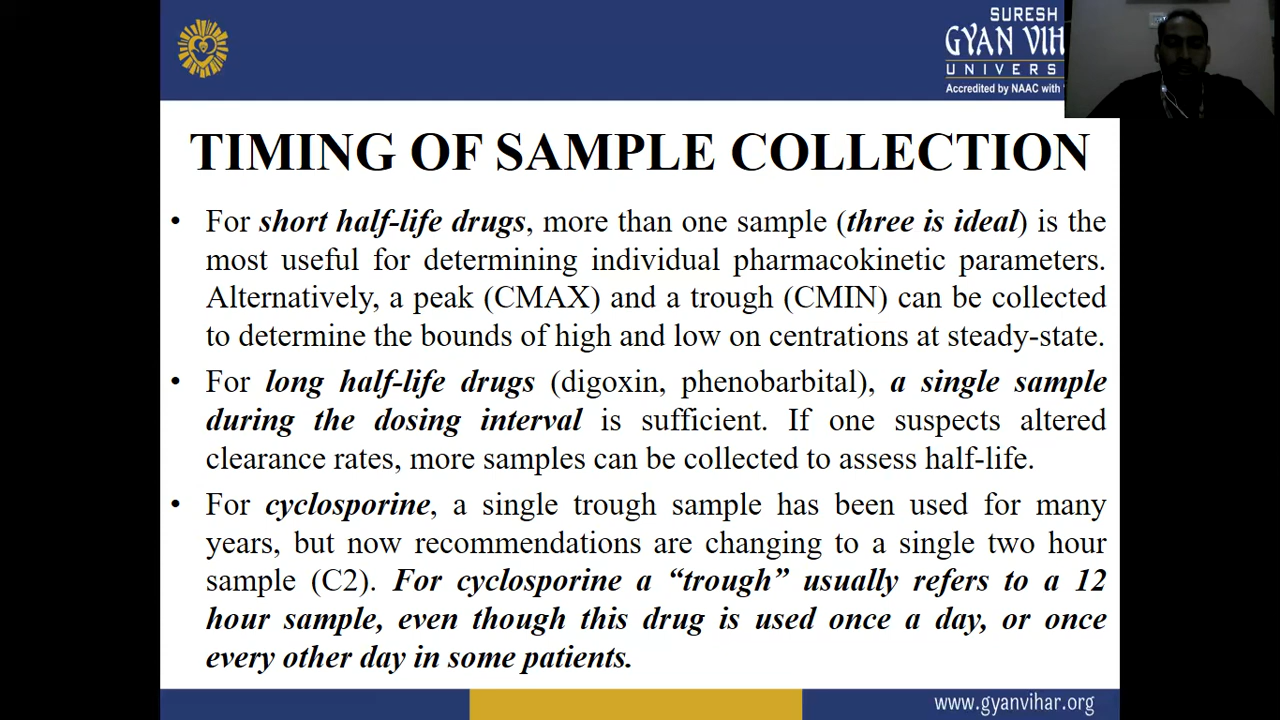 SURESH
GYAN VIH
UNIVERS
Accredited by NAAC with
TIMING OF SAMPLE COLLECTION
• For short half-life drugs, more than one sample (three is ideal) is the
most useful for determining individual pharmacokinetic parameters.
Alternatively, a peak (CMAX) and a trough (CMIN) can be collected
to determine the bounds of high and low on centrations at steady-state.
• For long half-life drugs (digoxin, phenobarbital), a single sample
during the dosing interval is sufficient. If one suspects altered
clearance rates, more samples can be collected to assess half-life.
• For cyclosporine, a single trough sample has been used for many
years, but now recommendations are changing to a single two hour
sample (C2). For cyclosporine a “trough” usually refers to a 12
hour sample, even though this drug is used once a day, or once
every other day in some patients.
www.gyanvihar.org